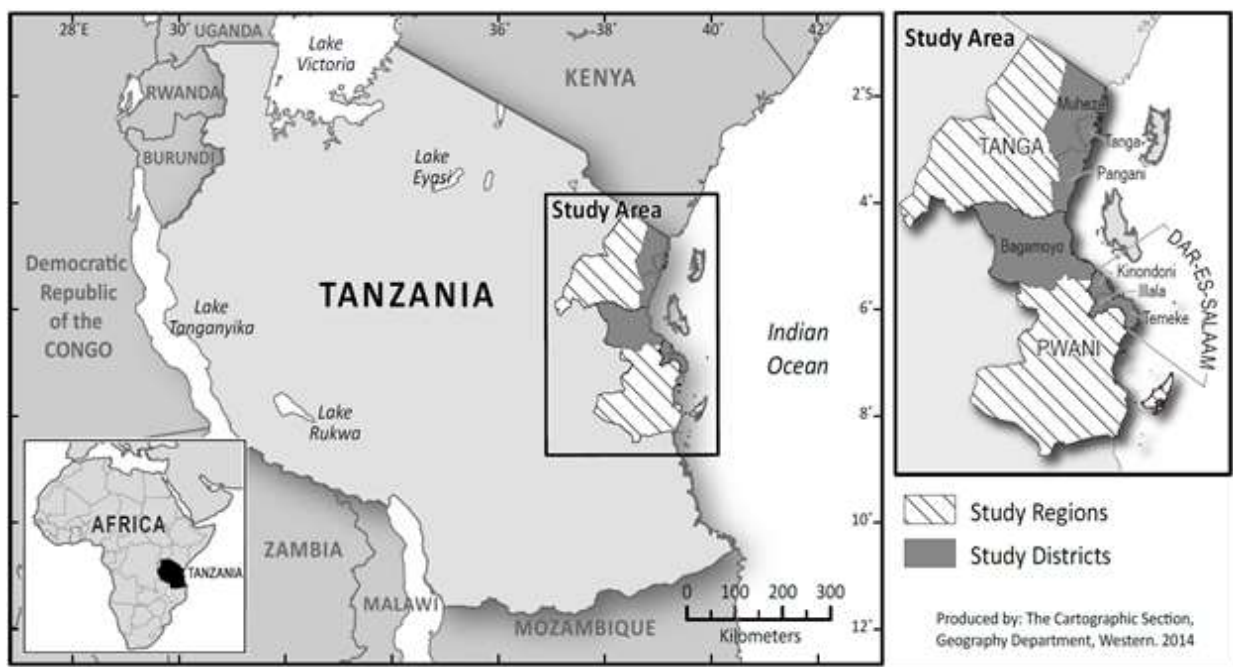 28°E
30°
UGANDA
36°
38°
40°
42°
Lake
Victoria
KENYA
RWANDA
2°S
BURUNDI
Lake
Eyasi
4°
Study Area
Democratic
Republic
of the
CONGO
TANZANIA
Lake
Tanganyika
6°
Indian
Ocean
Lake
Rukwa
8°
AFRICA
TANZANIA
10°
ZAMBIA
MALAWI
MOZAMBIQUE
0 100 200 300
Kilometers
12°
Study Area
Muheza
TANGA
Tanga
Pangani
Bagamoyo
DAR-ES-SALAAM
Kinondoni
Illala
Temeke
PWANI
Study Regions
Study Districts
Produced by: The Cartographic Section,
Geography Department, Western. 2014